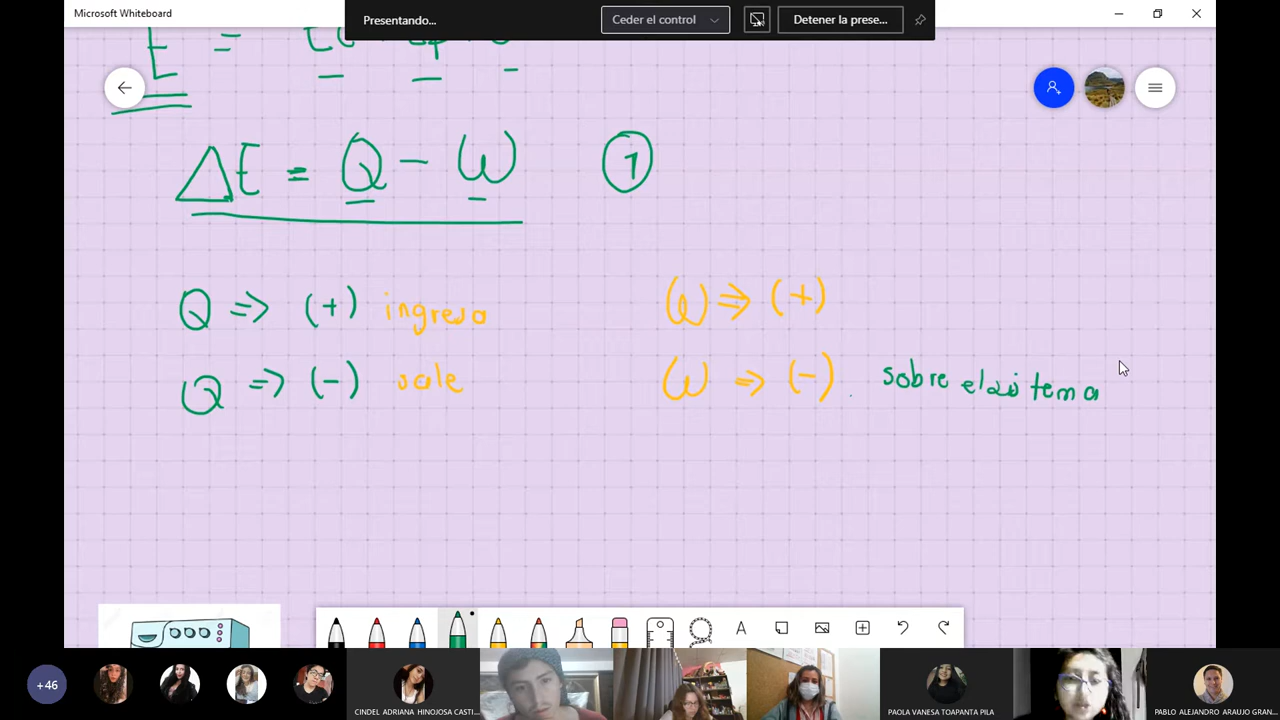 Microsoft Whiteboard
Presentando...
Ceder el control
Detener la prese...
E =
ΔE = Q - W ①
Q => (+) ingresa
W => (+)
Q => (-) sale
W => (-). sobre el sistema
A
+46
CINDEL ADRIANA HINOJOSA CASTI...
PAOLA VANESA TOAPANTA PILA
PABLO ALEJANDRO ARAUJO GRAN...